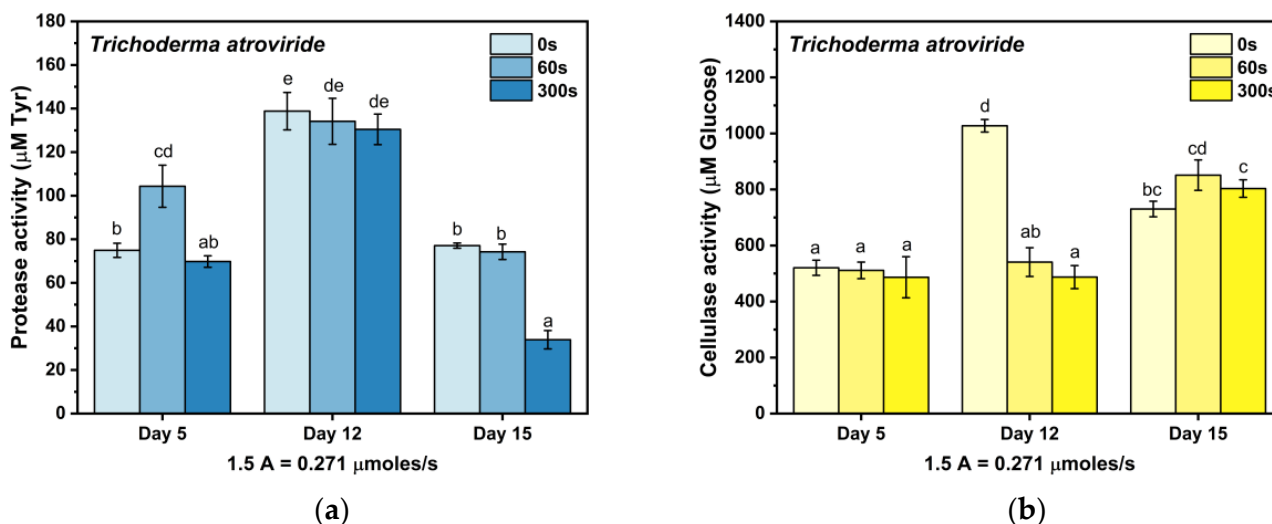 180
160
140
120
100
80
60
40
20
0
Protease activity (μM Tyr)
Trichoderma atroviride
0s
60s
300s
b
cd
ab
e
de
de
b
b
a
Day 5 Day 12 Day 15
1.5 A = 0.271 μmoles/s
(a)
1400
1200
1000
800
600
400
200
0
Cellulase activity (μM Glucose)
Trichoderma atroviride
0s
60s
300s
a
a
a
d
ab
a
bc
cd
c
Day 5 Day 12 Day 15
1.5 A = 0.271 μmoles/s
(b)